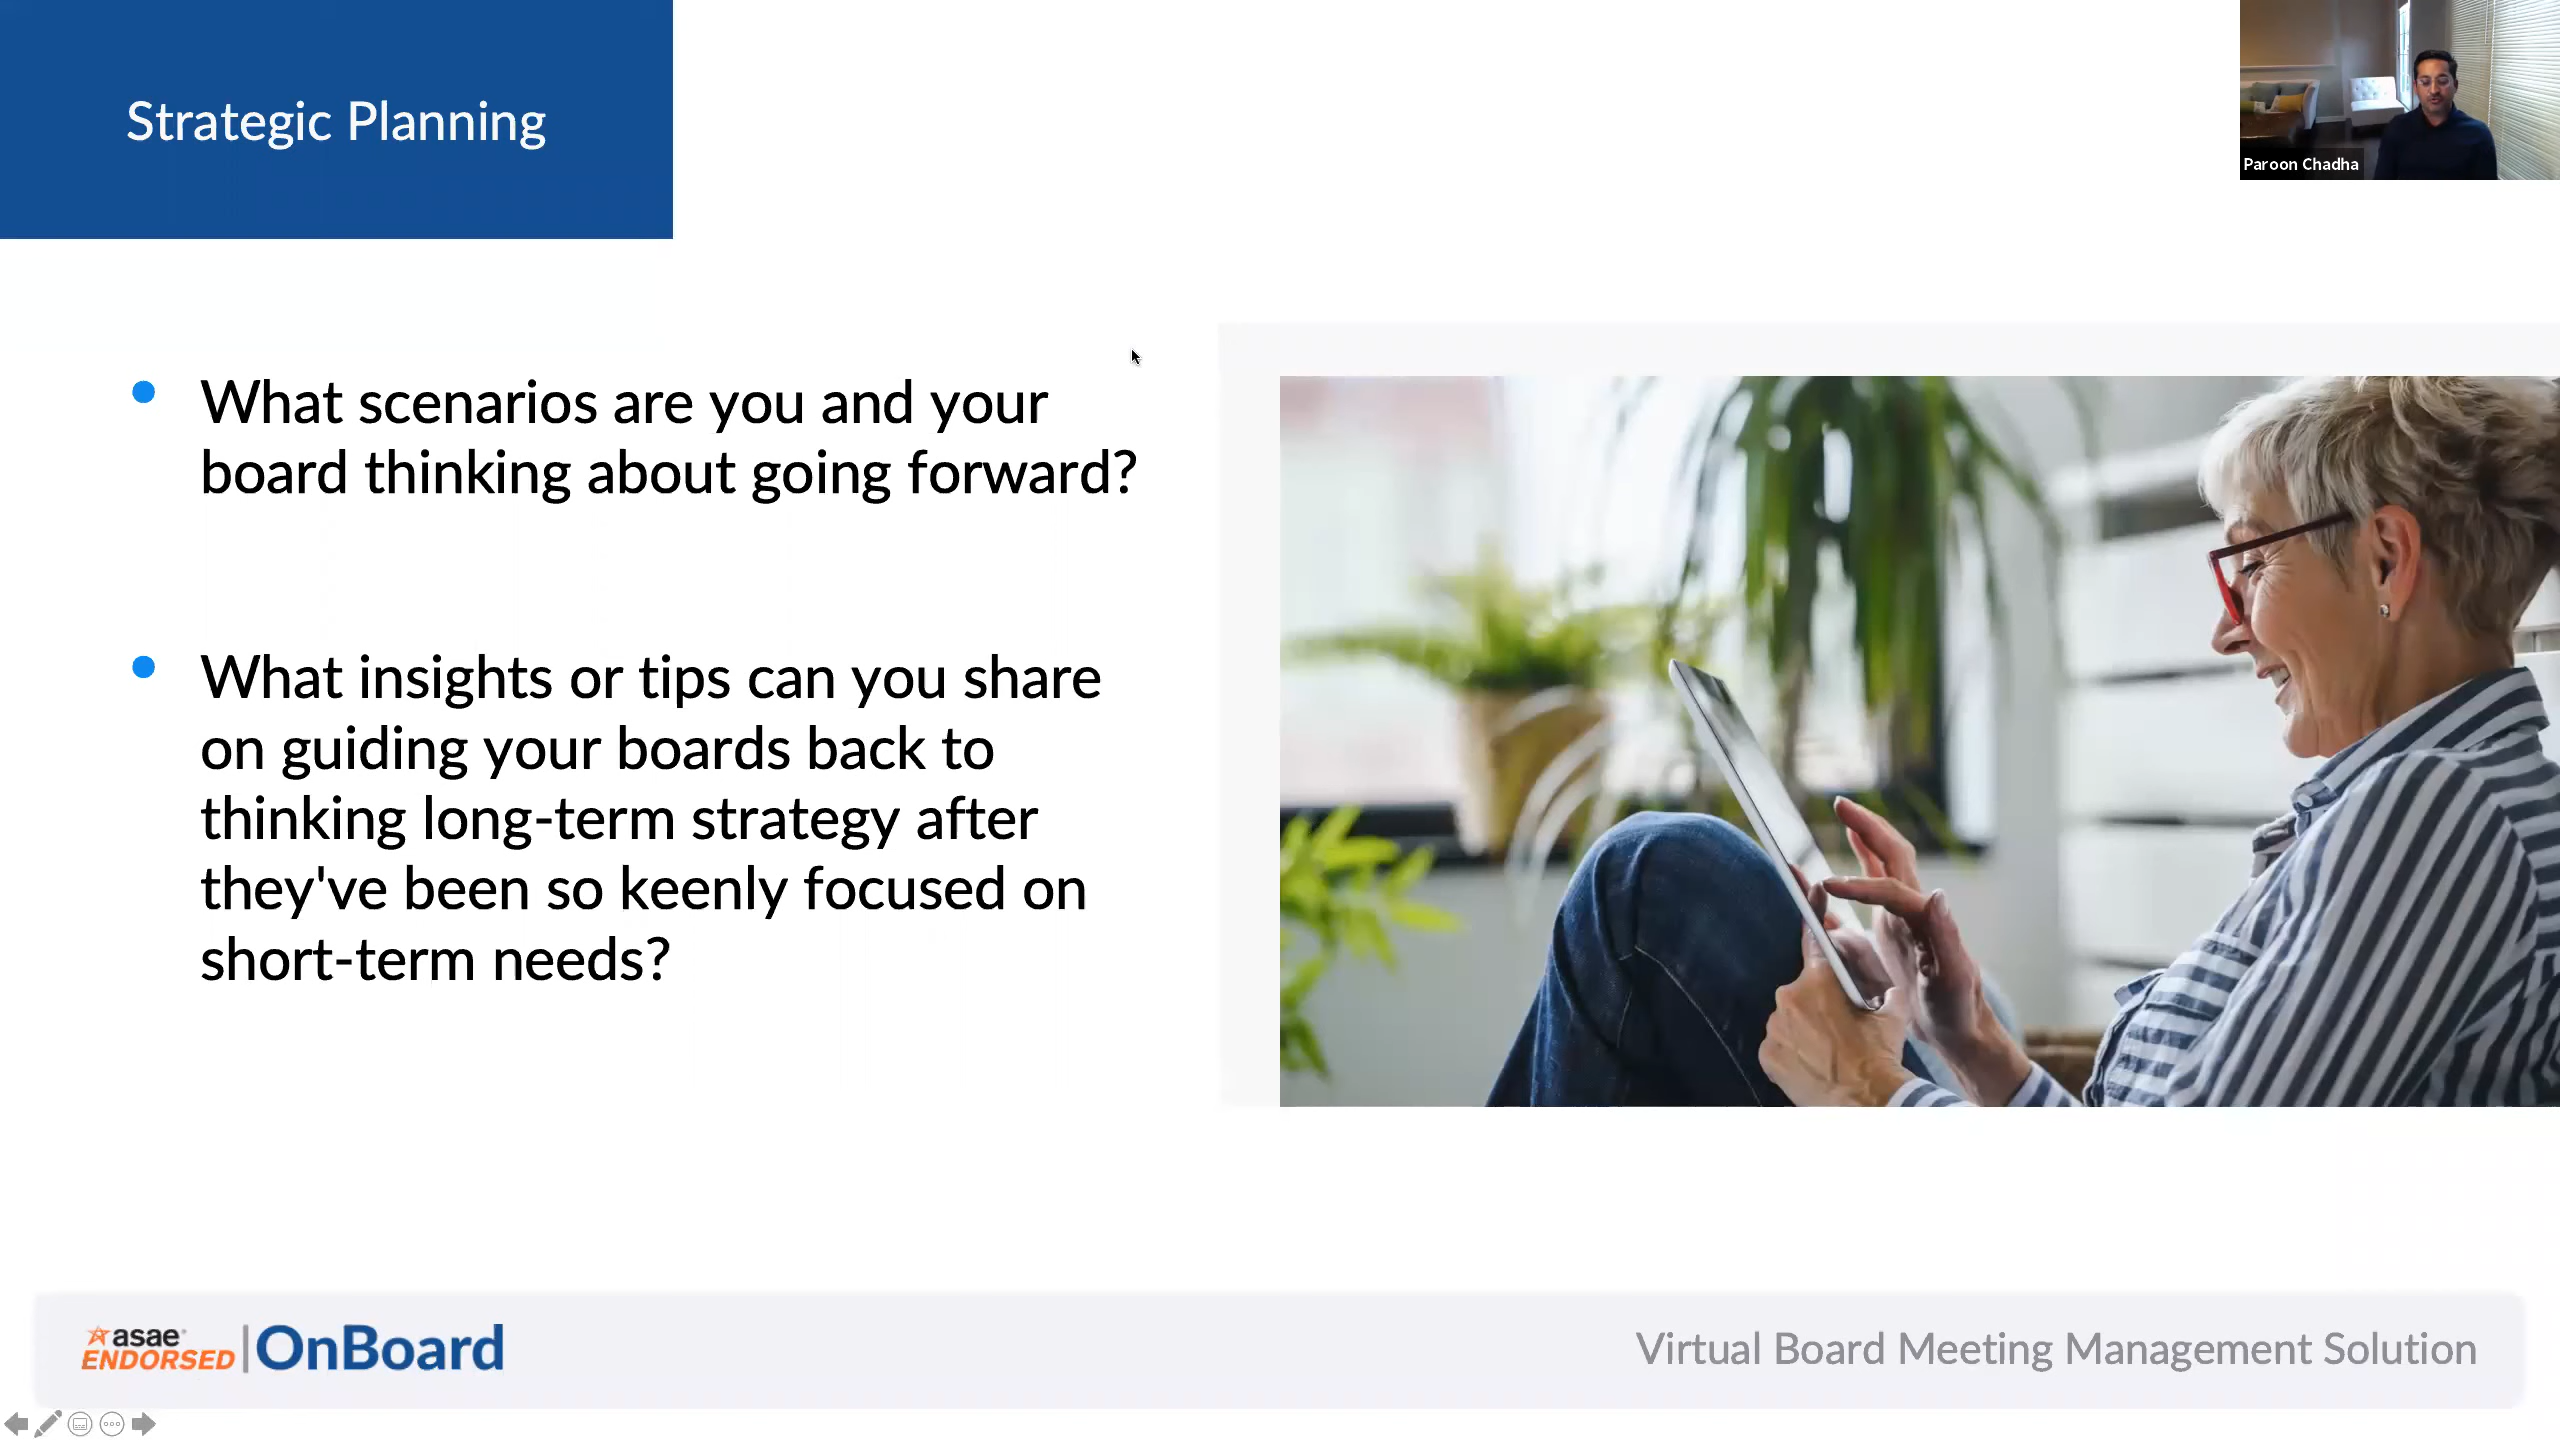 Strategic Planning
Paroon Chadha
What scenarios are you and your
board thinking about going forward?
What insights or tips can you share
on guiding your boards back to
thinking long-term strategy after
they've been so keenly focused on
short-term needs?
asae
ENDORSED
OnBoard
Virtual Board Meeting Management Solution